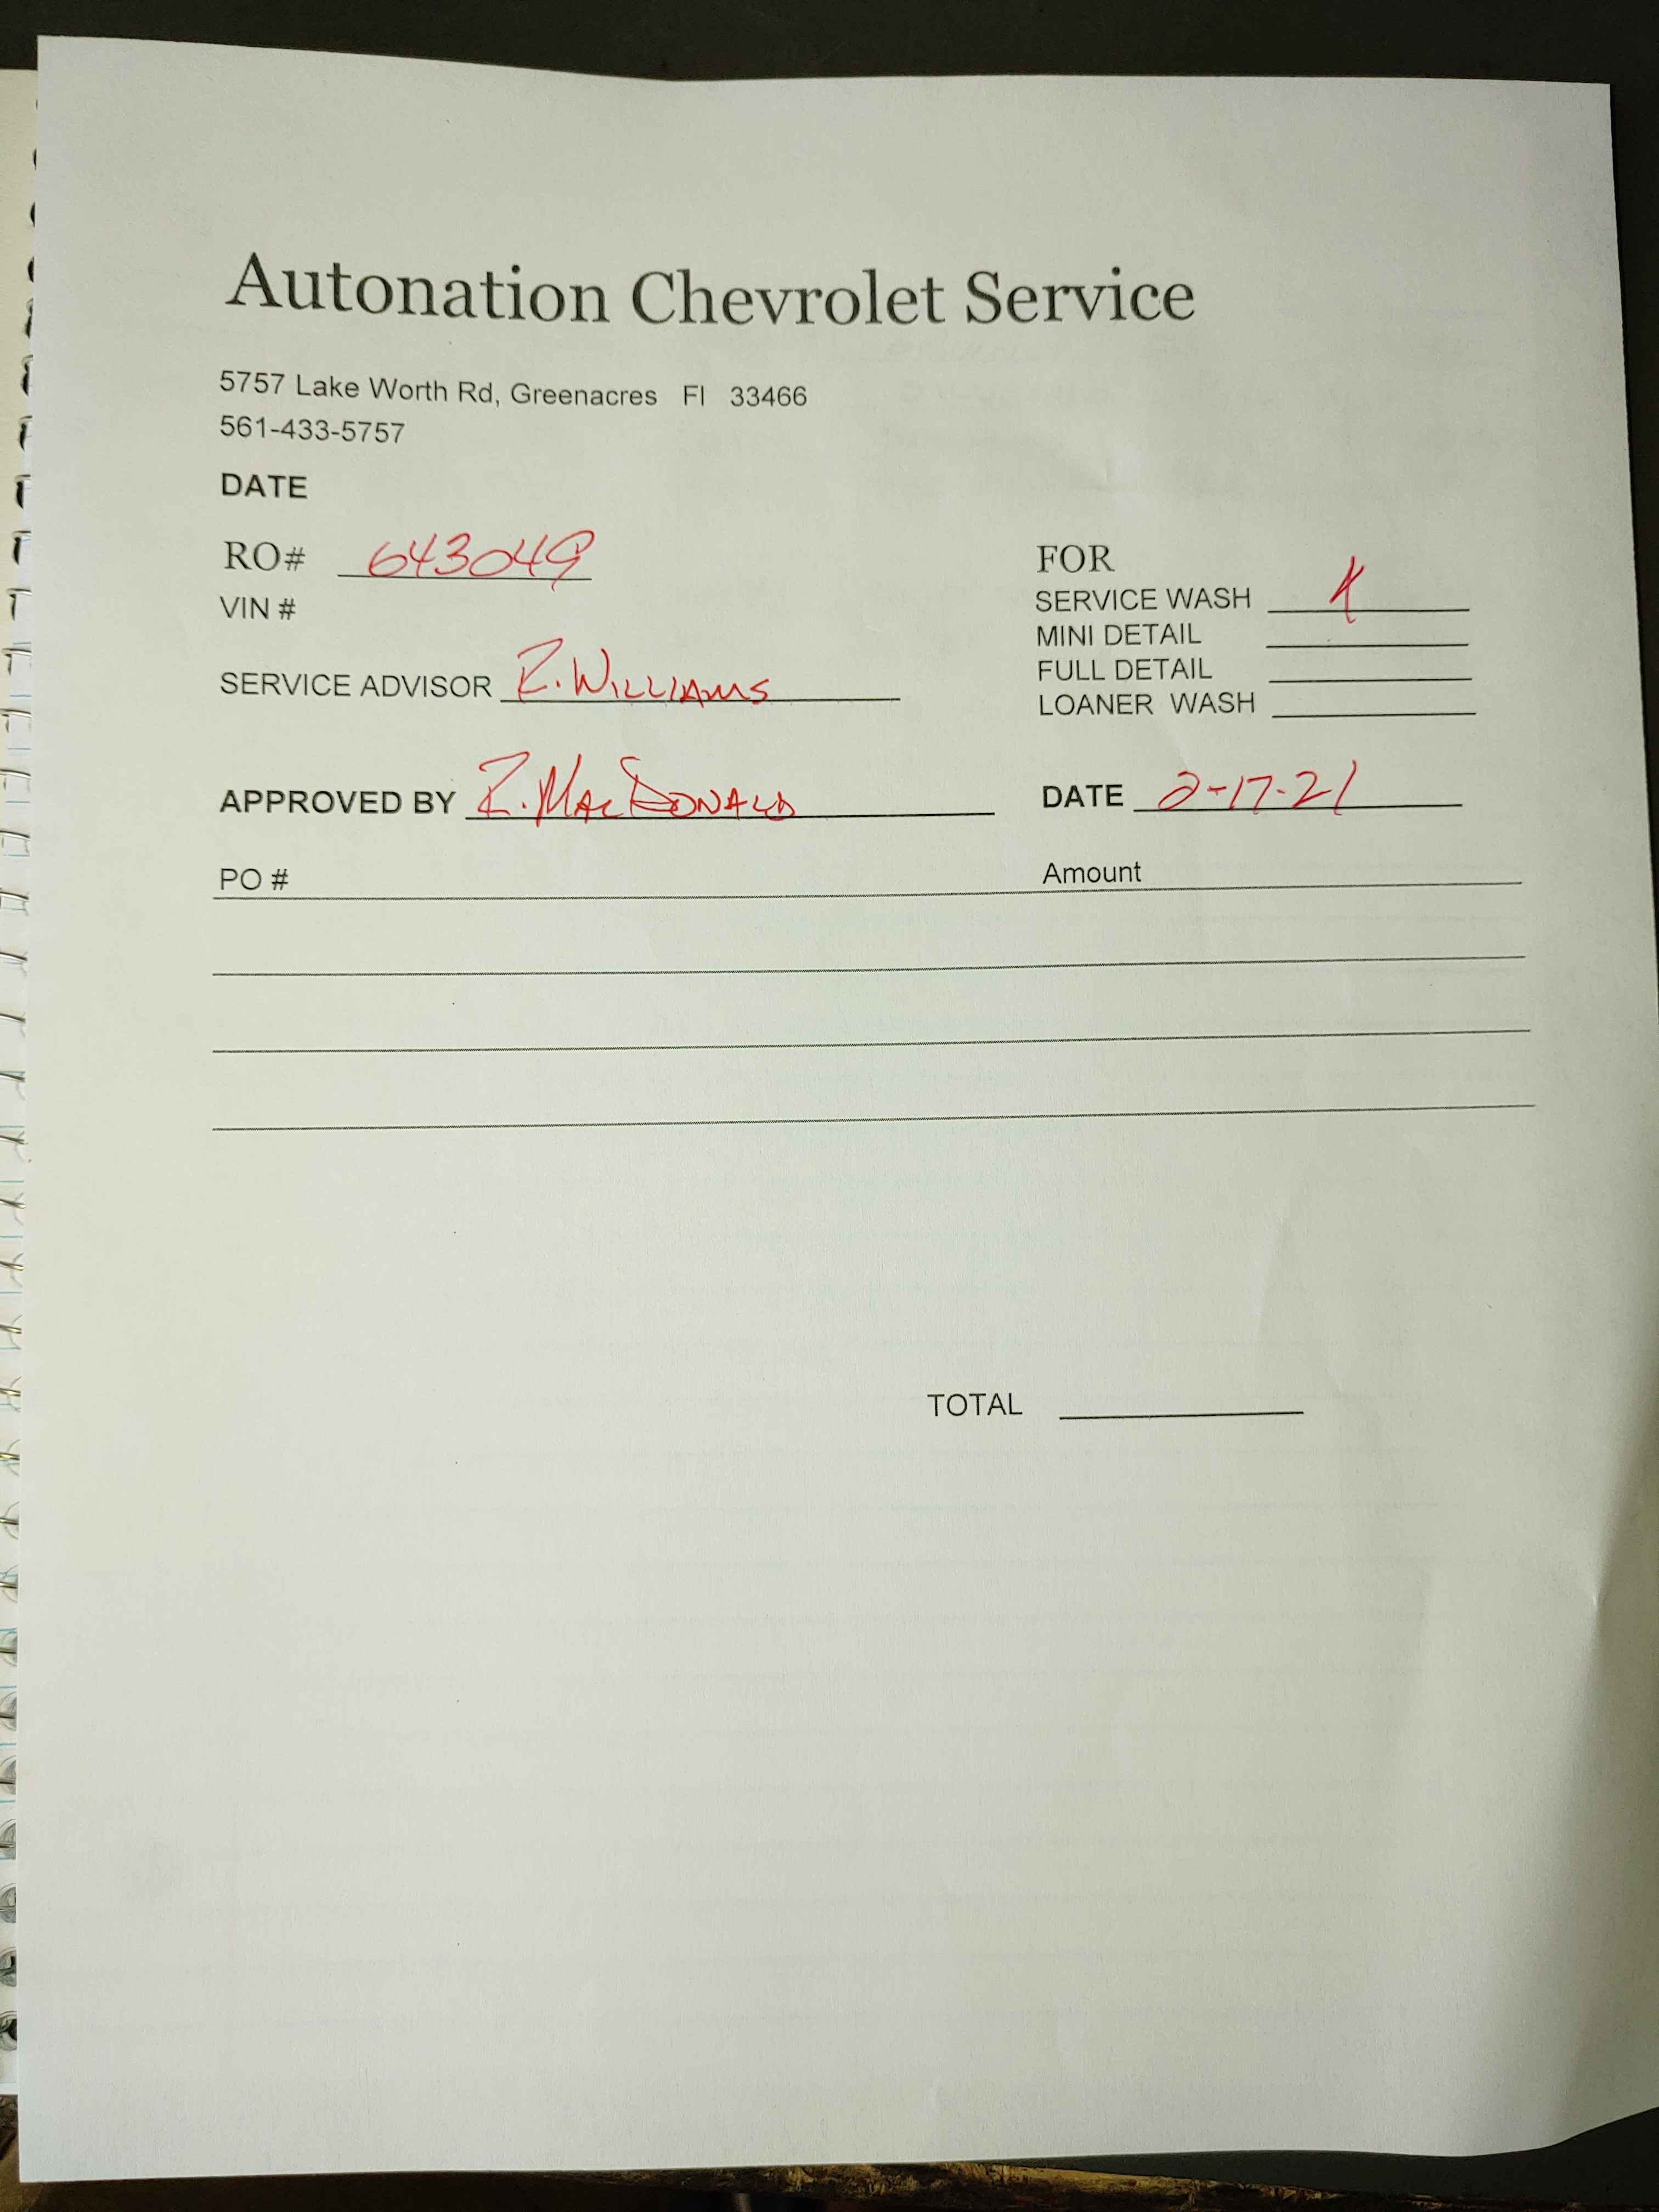 Autonation Chevrolet Service
5757 Lake Worth Rd, Greenacres Fl 33466
561-433-5757
DATE
RO# 643049
VIN #
SERVICE ADVISOR R. WILLIAMS
FOR
SERVICE WASH X
MINI DETAIL
FULL DETAIL
LOANER WASH
APPROVED BY R. MACDONALD DATE 2-17-21
PO # Amount
TOTAL